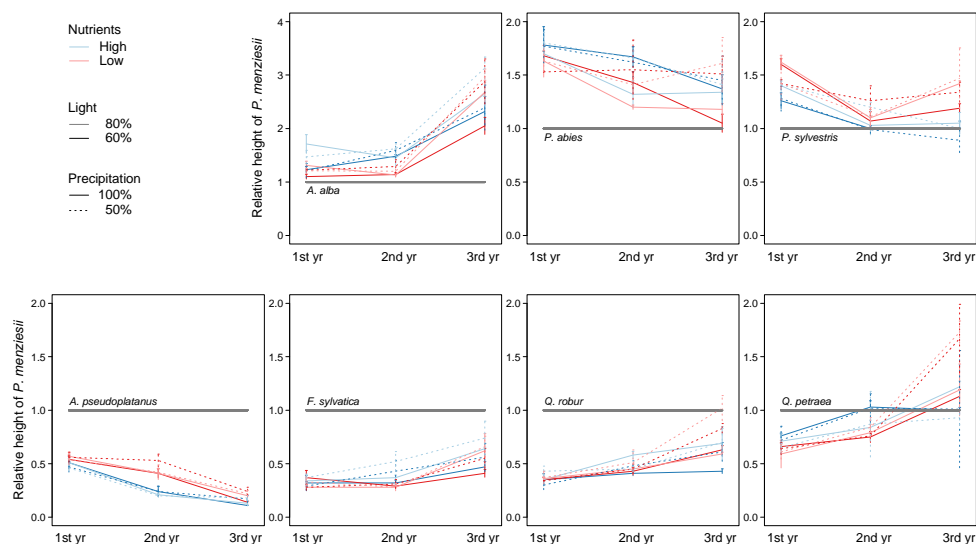 Nutrients
High
Low
Light
80%
60%
Precipitation
100%
50%
Relative height of P. menziesii
4
3
2
1
0
A. alba
1st yr 2nd yr 3rd yr
2.0
1.5
1.0
0.5
0.0
P. abies
1st yr 2nd yr 3rd yr
2.0
1.5
1.0
0.5
0.0
P. sylvestris
1st yr 2nd yr 3rd yr
Relative height of P. menziesii
2.0
1.5
1.0
0.5
0.0
A. pseudoplatanus
1st yr 2nd yr 3rd yr
2.0
1.5
1.0
0.5
0.0
F. sylvatica
1st yr 2nd yr 3rd yr
2.0
1.5
1.0
0.5
0.0
Q. robur
1st yr 2nd yr 3rd yr
2.0
1.5
1.0
0.5
0.0
Q. petraea
1st yr 2nd yr 3rd yr